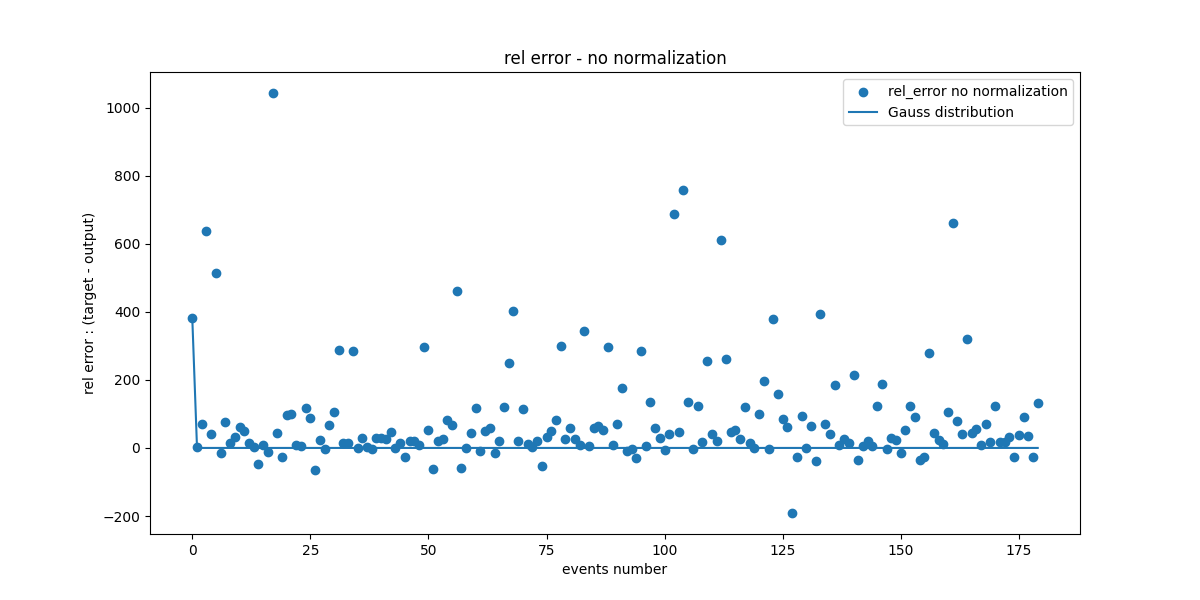 rel error - no normalization
rel_error no normalization
Gauss distribution
rel error : (target - output)
1000
800
600
400
200
0
−200
0 25 50 75 100 125 150 175
events number